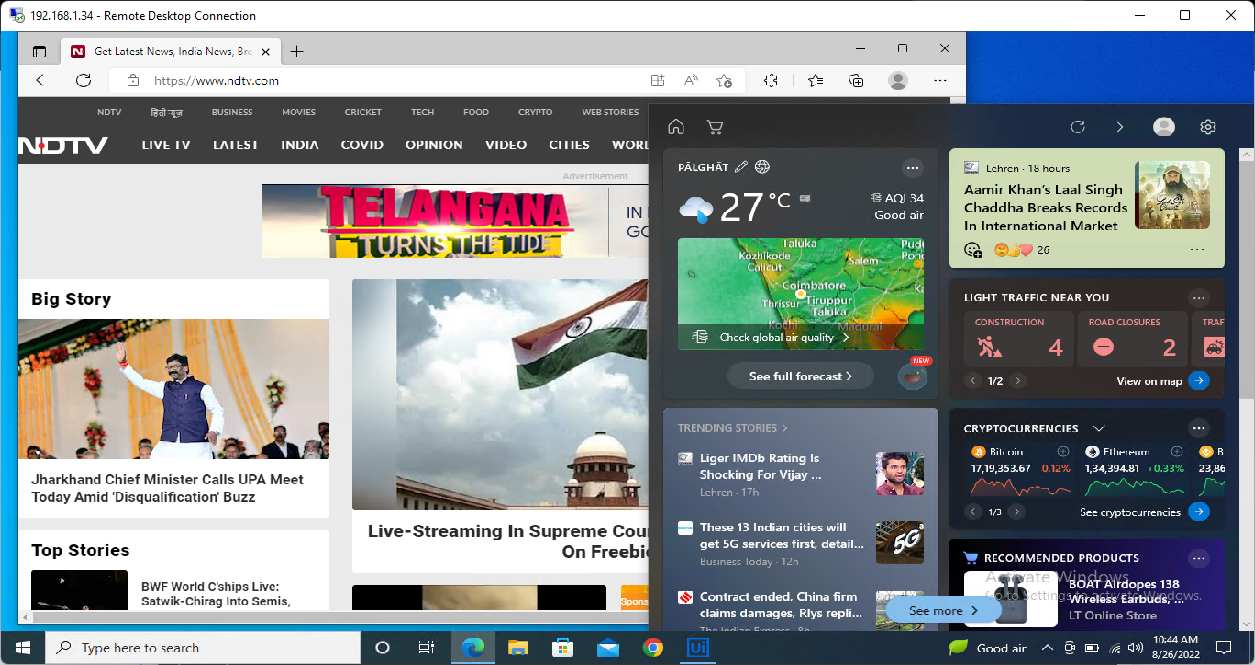 192.168.1.34 - Remote Desktop Connection
Get Latest News, India News, Bre
https://www.ndtv.com
NDTV
हिंदी न्यूज़
BUSINESS
MOVIES
CRICKET
TECH
FOOD
CRYPTO
WEB STORIES
NDTV
LIVE TV
LATEST
INDIA
COVID
OPINION
VIDEO
CITIES
WORL
Advertisement
TELANGANA
TURNS THE TIDE
IN
GO
Big Story
Jharkhand Chief Minister Calls UPA Meet
Today Amid 'Disqualification' Buzz
Top Stories
BWF World C'ships Live:
Satwik-Chirag Into Semis,
Live-Streaming In Supreme Cour
On Freebie
Spons
PĀLGHĀT
27 °C
AQI 34
Good air
Taluka
Kozhikode
Calicut
Salem
Pudu
Pond
Coimbatore
Thrissur
Tiruppur
Taluka
Kochi
Madurai
Check global air quality
NEW
See full forecast
TRENDING STORIES
Liger IMDb Rating Is
Shocking For Vijay ...
Lehren · 17h
These 13 Indian cities will
get 5G services first, detail...
Business Today · 12h
5G
Contract ended, China firm
claims damages, Rlys repli...
The Indian Express · 8h
Lehren · 18 hours
Aamir Khan's Laal Singh
Chaddha Breaks Records
In International Market
26
LIGHT TRAFFIC NEAR YOU
CONSTRUCTION
4
ROAD CLOSURES
2
TRAF
1/2
View on map
CRYPTOCURRENCIES
Bitcoin
17,19,353.67 -0.12%
Ethereum
1,34,394.81 +0.33%
B
23,86
1/3
See cryptocurrencies
RECOMMENDED PRODUCTS
BOAT Airdopes 138
Wireless Earbuds, ...
LT Online Store
Activate Windows
Go to Settings to activate Windows.
See more
Type here to search
Ui
Good air
10:44 AM
8/26/2022